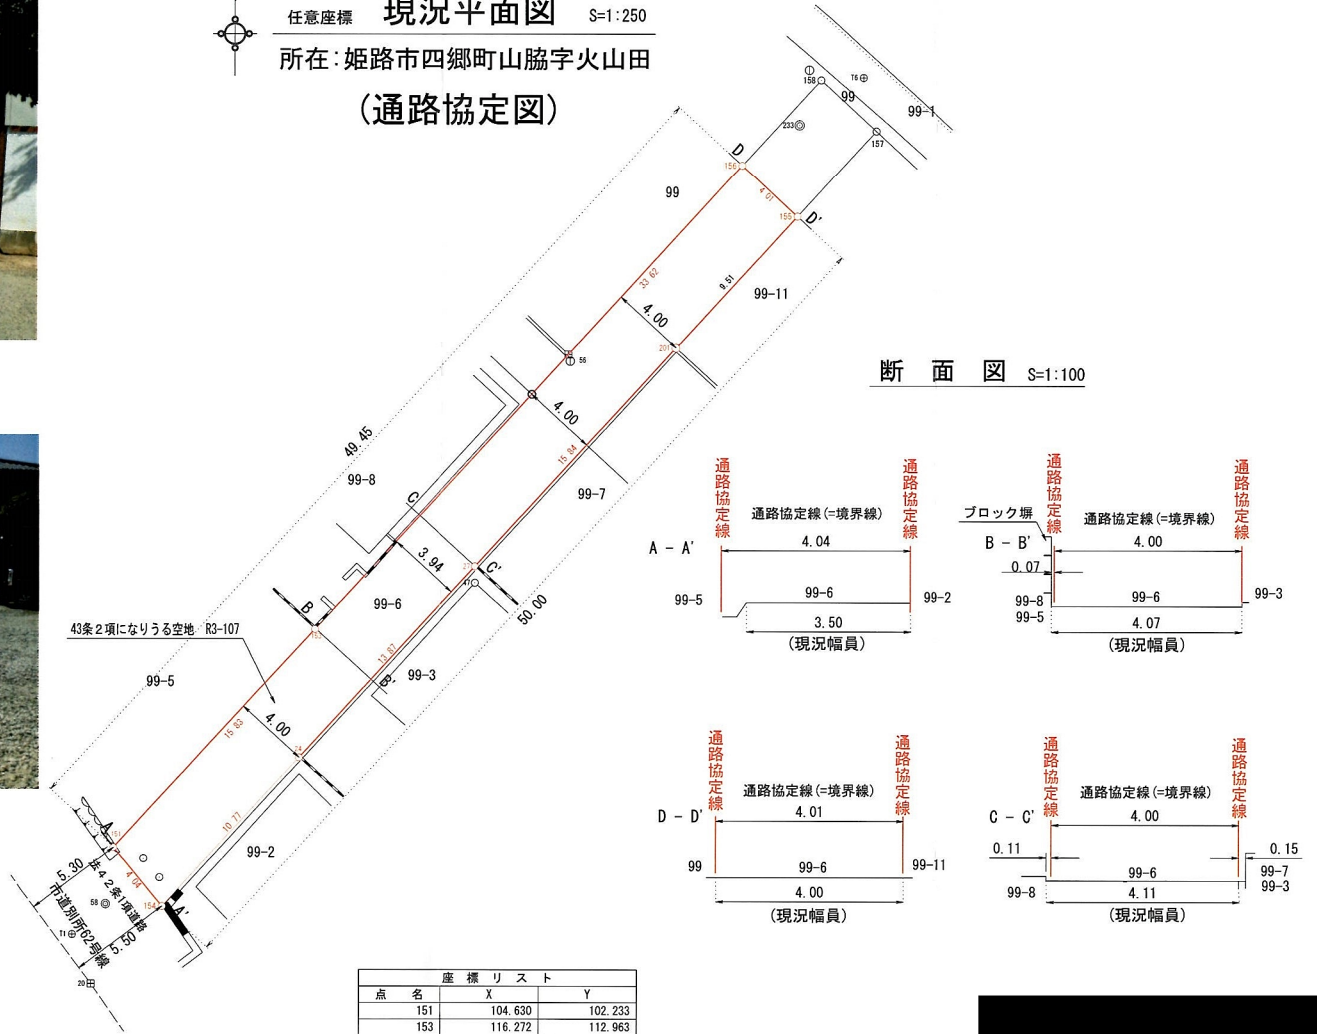 任意座標 現況平面図 S=1:250
所在:姫路市四郷町山脇字火山田
(通路協定図)
158
T6
99
99-1
233
157
D
156
99
4.01
155
D'
33.62
9.51
99-11
4.00
201
56
4.00
49.45
15.84
99-8
C
99-7
3.94
C'
47
50.00
B
99-6
43条2項になりうる空地 R3-107
153
13.87
99-3
B'
99-5
15.83
4.00
24
10.77
A
151
99-2
5.30
4.04
法42条1項道路
154
A'
58
市道別所62号線
T1
5.50
20
断面図 S=1:100
通路協定線
通路協定線
通路協定線(=境界線)
A - A'
4.04
99-5
99-6
99-2
3.50
(現況幅員)
通路協定線
通路協定線
ブロック塀
通路協定線(=境界線)
B - B'
4.00
0.07
99-8
99-5
99-6
99-3
4.07
(現況幅員)
通路協定線
通路協定線
通路協定線(=境界線)
D - D'
4.01
99
99-6
99-11
4.00
(現況幅員)
通路協定線
通路協定線
通路協定線(=境界線)
C - C'
4.00
0.11
0.15
99-8
99-6
99-7
99-3
4.11
(現況幅員)
座標リスト
点名 X Y
151 104.630 102.233
153 116.272 112.963